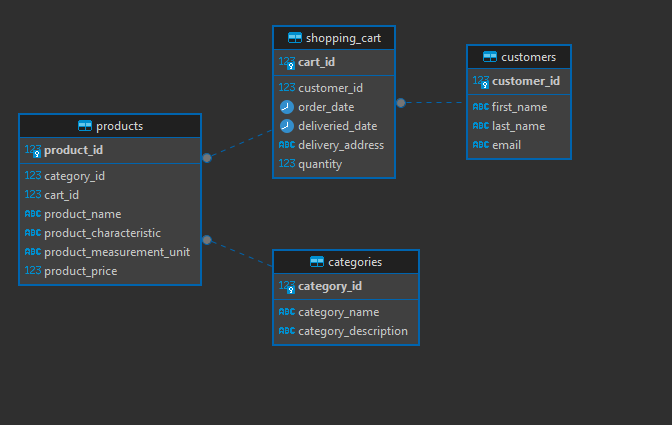 shopping_cart
123 cart_id
123 customer_id
order_date
deliveried_date
ABC delivery_address
123 quantity
customers
123 customer_id
ABC first_name
ABC last_name
ABC email
products
123 product_id
123 category_id
123 cart_id
ABC product_name
ABC product_characteristic
ABC product_measurement_unit
123 product_price
categories
123 category_id
ABC category_name
ABC category_description